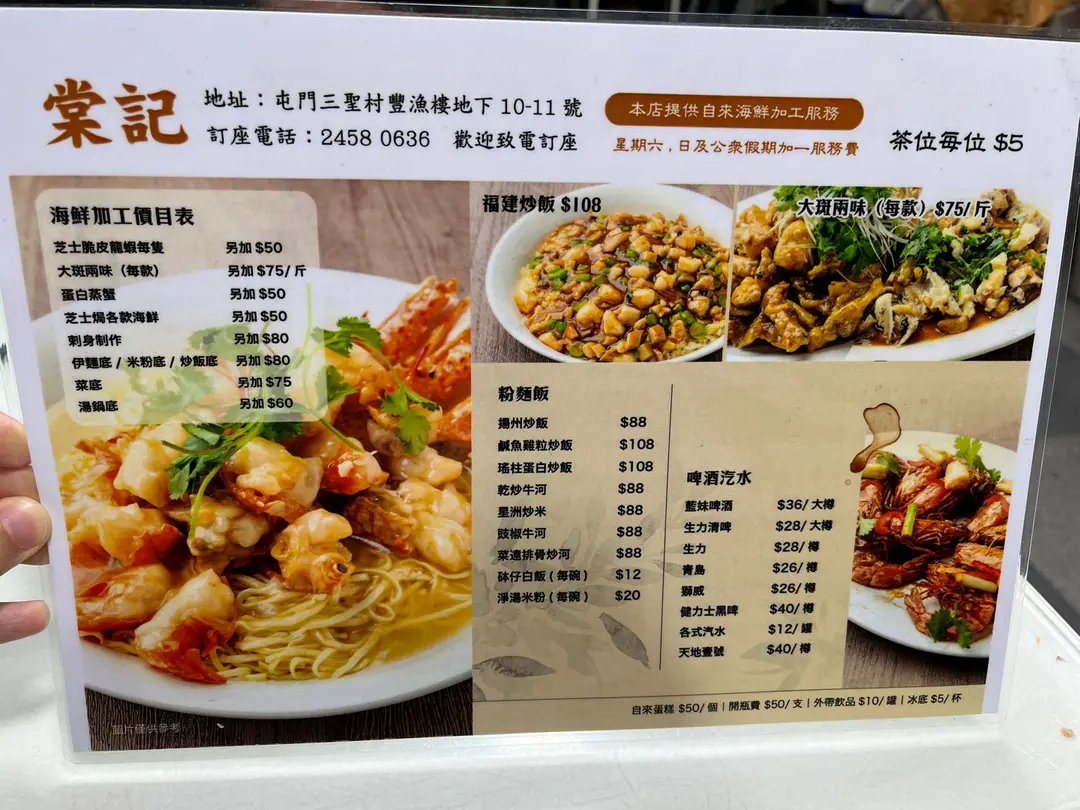 棠記
地址：屯門三聖村豐漁樓地下 10-11 號
訂座電話：2458 0636 歡迎致電訂座
本店提供自來海鮮加工服務
星期六，日及公衆假期加一服務費
茶位每位 $5
海鮮加工價目表
芝士脆皮龍蝦每隻 另加 $50
大斑兩味（每款） 另加 $75/ 斤
蛋白蒸蟹 另加 $50
芝士焗各款海鮮 另加 $50
刺身制作 另加 $80
伊麵底 / 米粉底 / 炒飯底 另加 $80
菜底 另加 $75
湯鍋底 另加 $60
福建炒飯 $108
大斑兩味（每款）$75/ 斤
粉麵飯
揚州炒飯 $88
鹹魚雞粒炒飯 $108
瑤柱蛋白炒飯 $108
乾炒牛河 $88
星洲炒米 $88
豉椒牛河 $88
菜遠排骨炒河 $88
砵仔白飯 ( 每碗 ) $12
淨湯米粉 ( 每碗 ) $20
啤酒汽水
藍妹啤酒 $36/ 大樽
生力清啤 $28/ 大樽
生力 $28/ 樽
青島 $26/ 樽
獅威 $26/ 樽
健力士黑啤 $40/ 樽
各式汽水 $12/ 罐
天地壹號 $40/ 樽
自來蛋糕 $50/ 個 | 開瓶費 $50/ 支 | 外帶飲品 $10 / 罐 | 冰底 $5/ 杯
圖片僅供參考